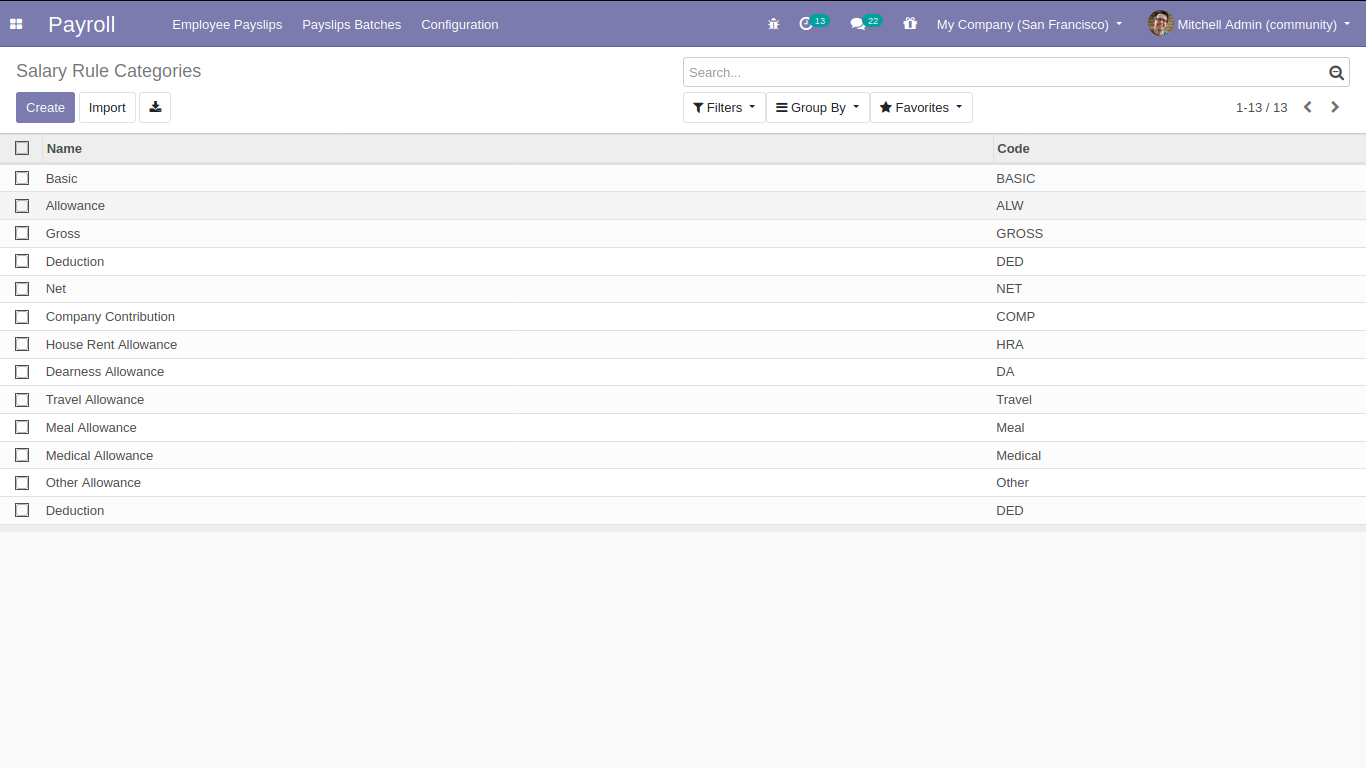 Payroll Employee Payslips Payslips Batches Configuration 13 22 My Company (San Francisco) Mitchell Admin (community)
Salary Rule Categories Search...
Create Import Filters Group By Favorites 1-13 / 13
Name Code
Basic BASIC
Allowance ALW
Gross GROSS
Deduction DED
Net NET
Company Contribution COMP
House Rent Allowance HRA
Dearness Allowance DA
Travel Allowance Travel
Meal Allowance Meal
Medical Allowance Medical
Other Allowance Other
Deduction DED